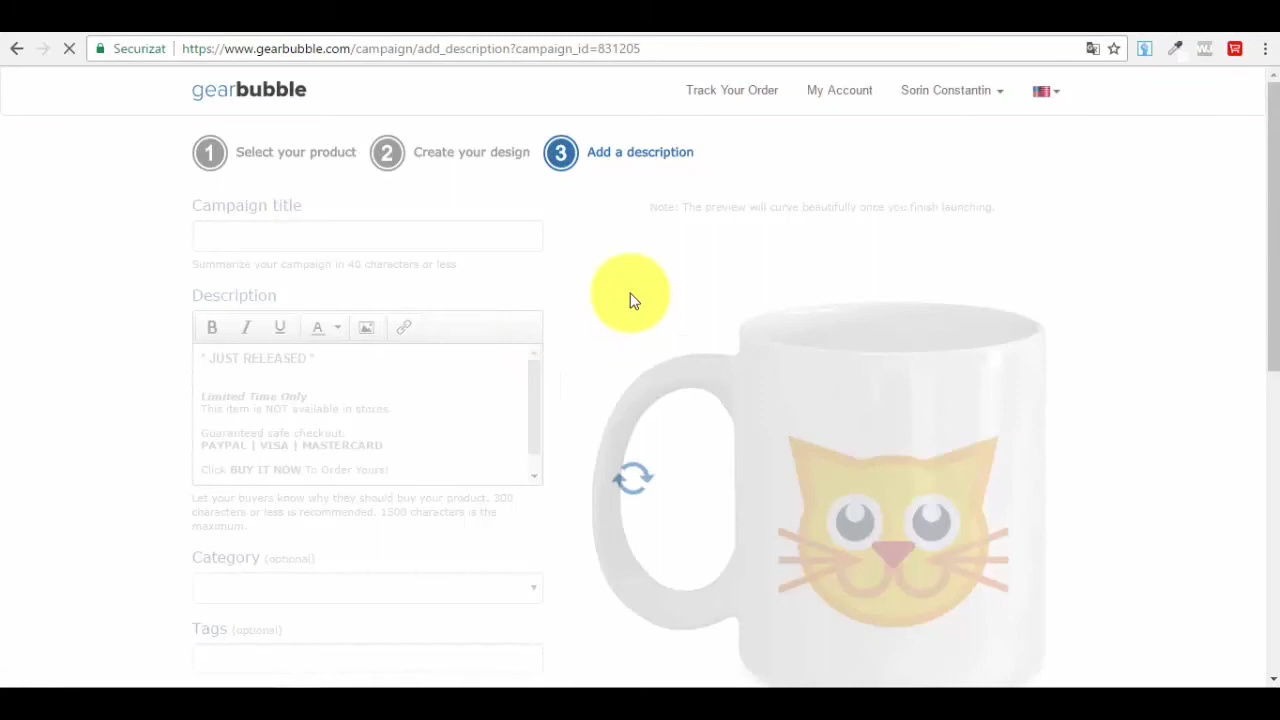 Securizat https://www.gearbubble.com/campaign/add_description?campaign_id=831205
gearbubble Track Your Order My Account Sorin Constantin
1 Select your product 2 Create your design 3 Add a description
Campaign title
Note: The preview will curve beautifully once you finish launching.
Summarize your campaign in 40 characters or less
Description
B I U A
* JUST RELEASED *
Limited Time Only
This item is NOT available in stores.
Guaranteed safe checkout:
PAYPAL | VISA | MASTERCARD
Click BUY IT NOW To Order Yours!
Let your buyers know why they should buy your product. 300
characters or less is recommended. 1500 characters is the
maximum.
Category (optional)
Tags (optional)